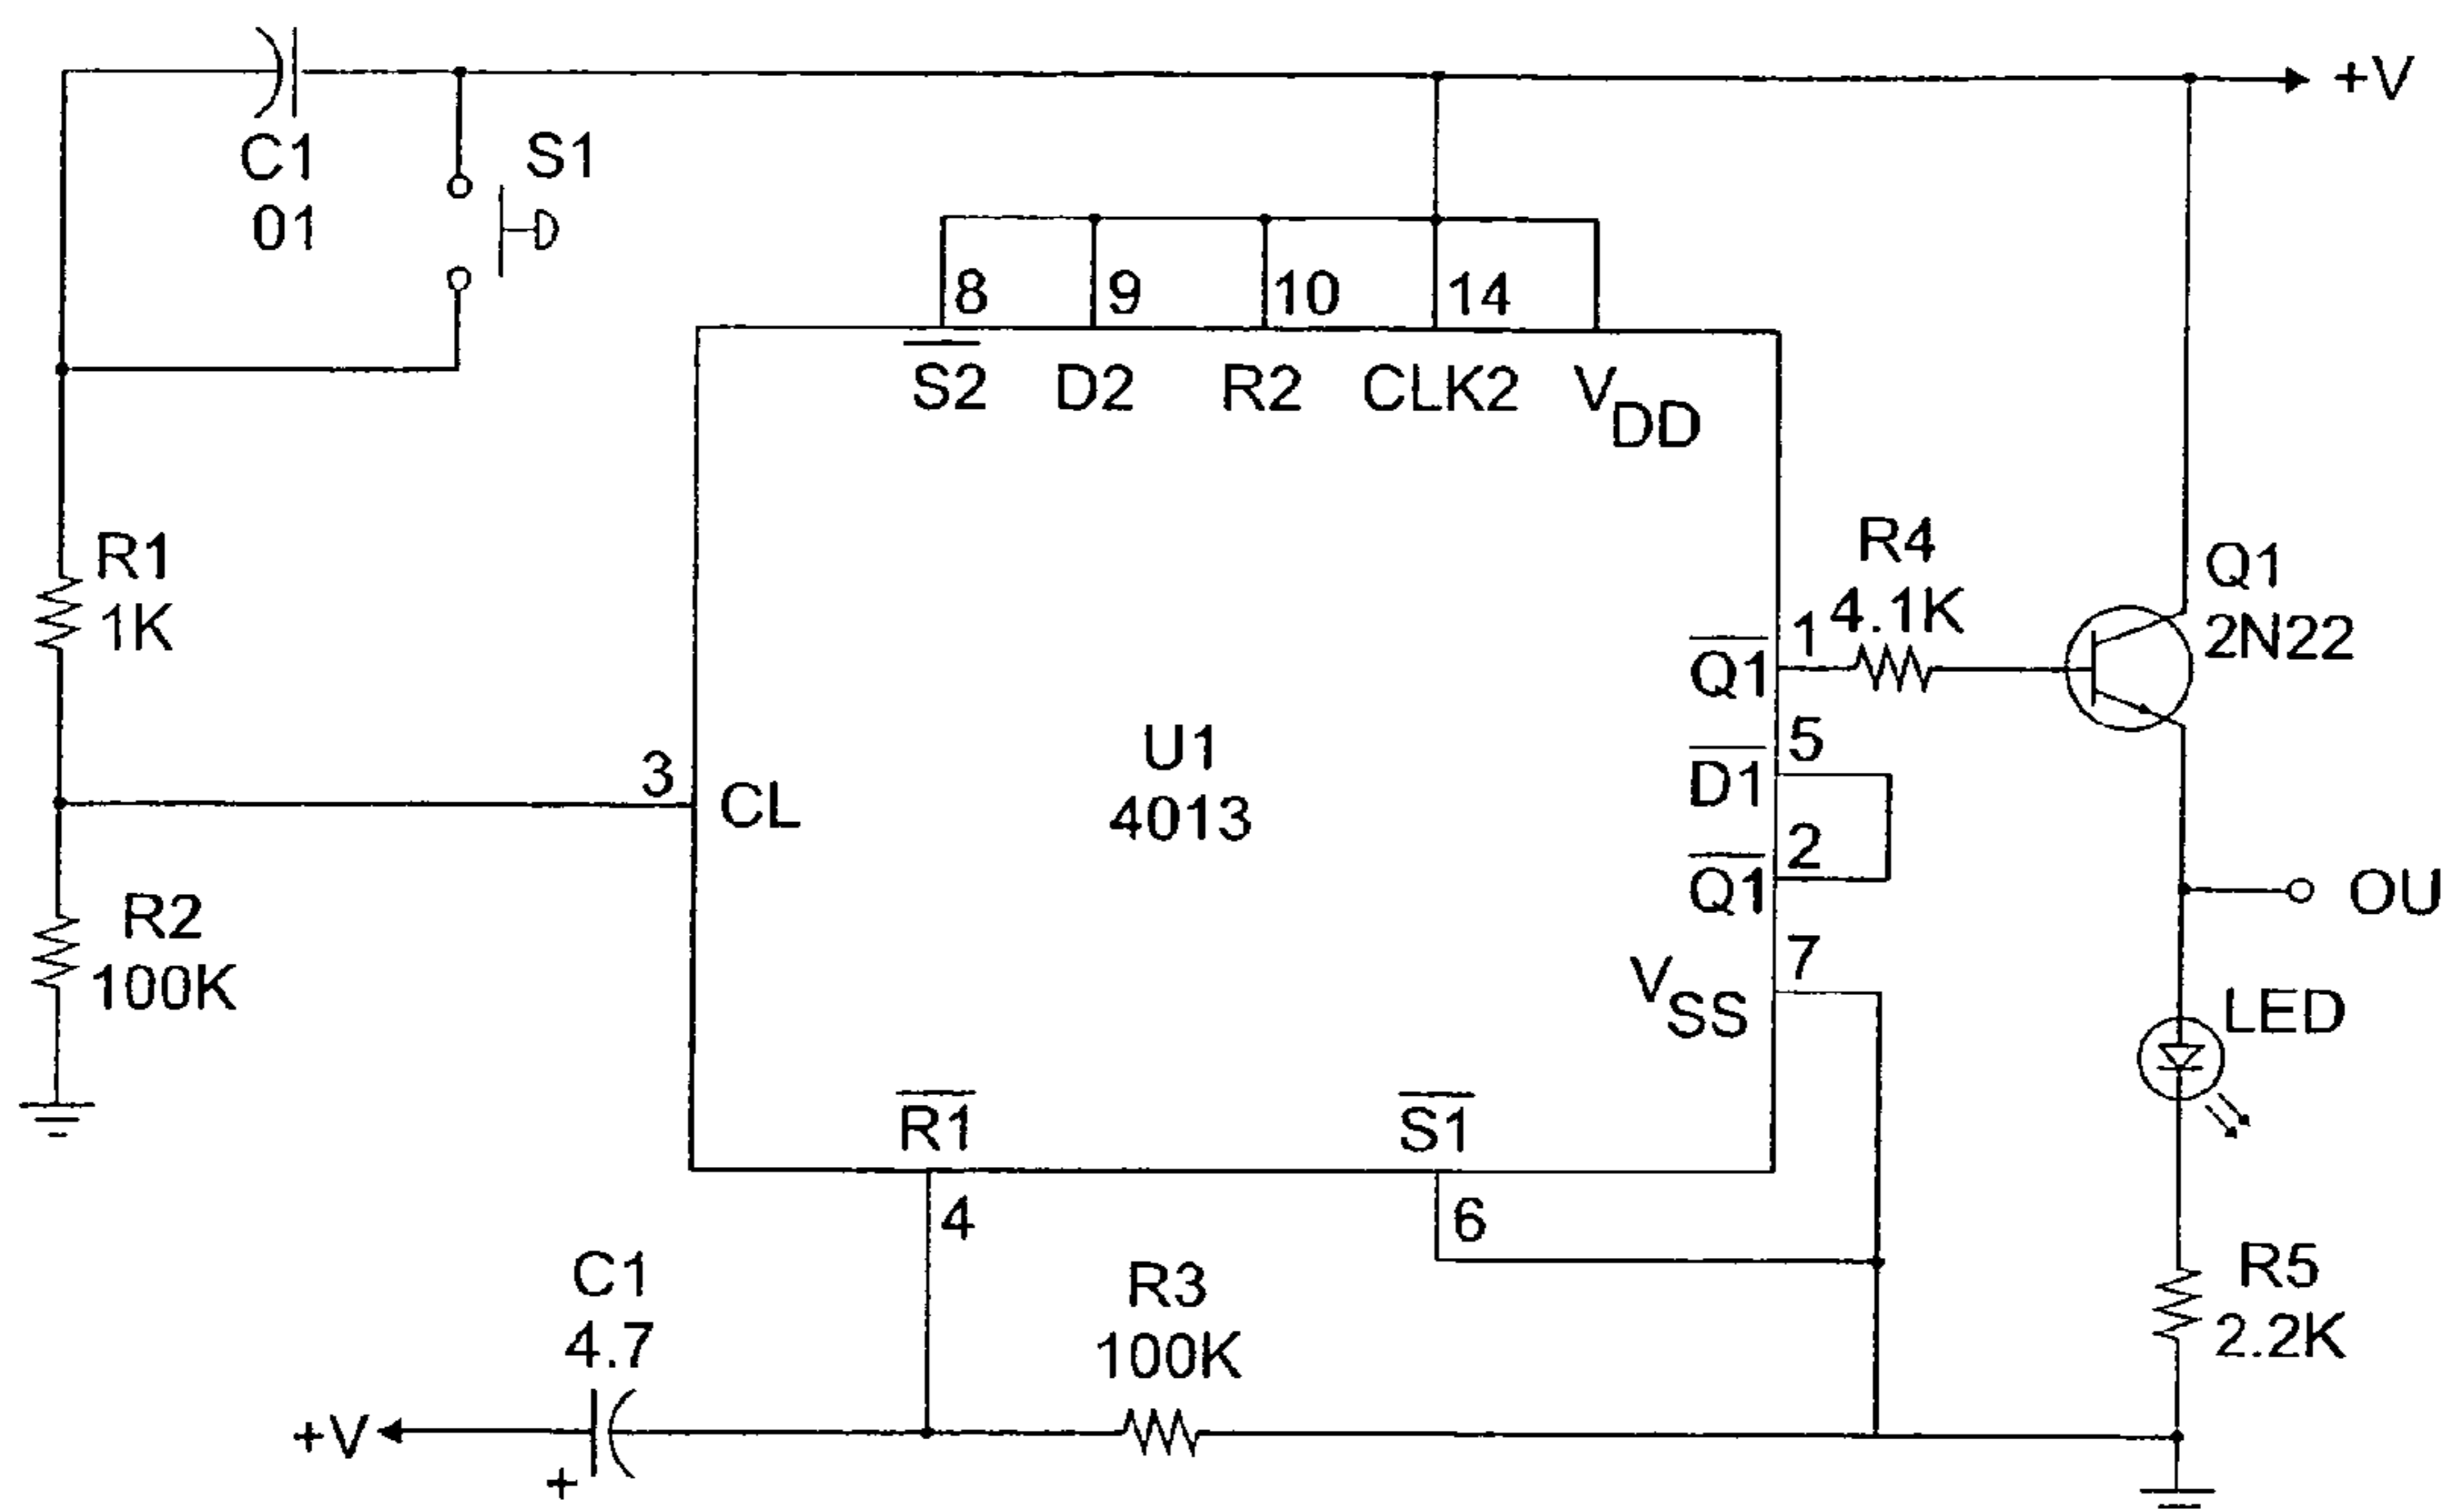 +V
C1
01
S1
8
9
10
14
S2
D2
R2
CLK2
VDD
R1
1K
R4
4.1K
Q1
2N22
1
Q1
5
D1
2
Q1
3
CL
U1
4013
OU
R2
100K
7
VSS
LED
R1
S1
4
6
C1
4.7
R3
100K
R5
2.2K
+V
+